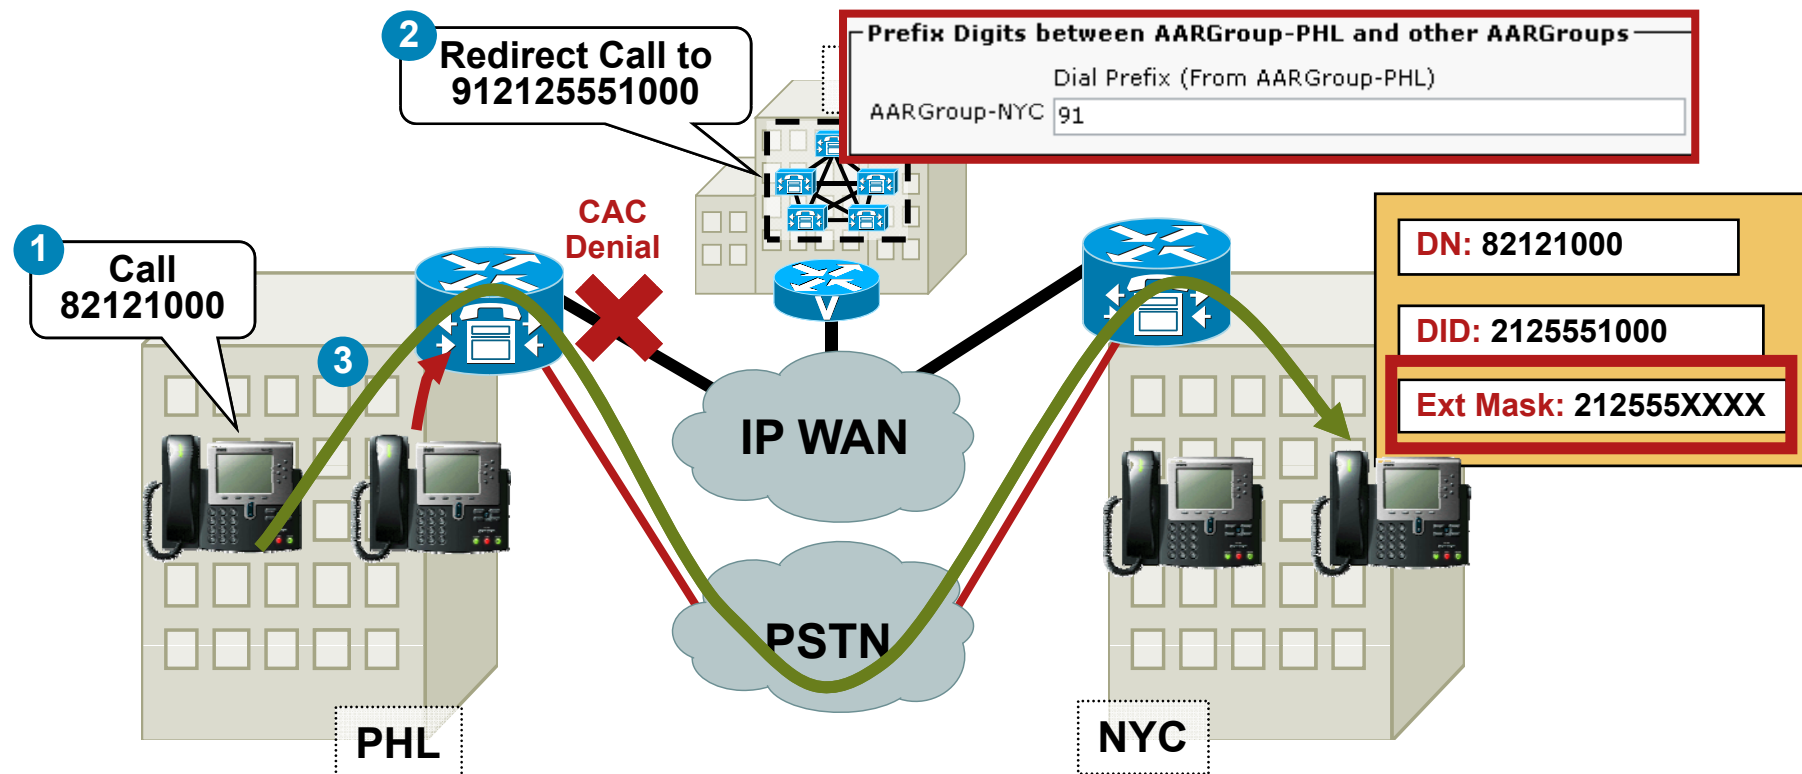 2
Redirect Call to
912125551000
Prefix Digits between AARGroup-PHL and other AARGroups
Dial Prefix (From AARGroup-PHL)
AARGroup-NYC 91
CAC
Denial
1
Call
82121000
3
V
DN: 82121000
DID: 2125551000
Ext Mask: 212555XXXX
IP WAN
PSTN
PHL
NYC